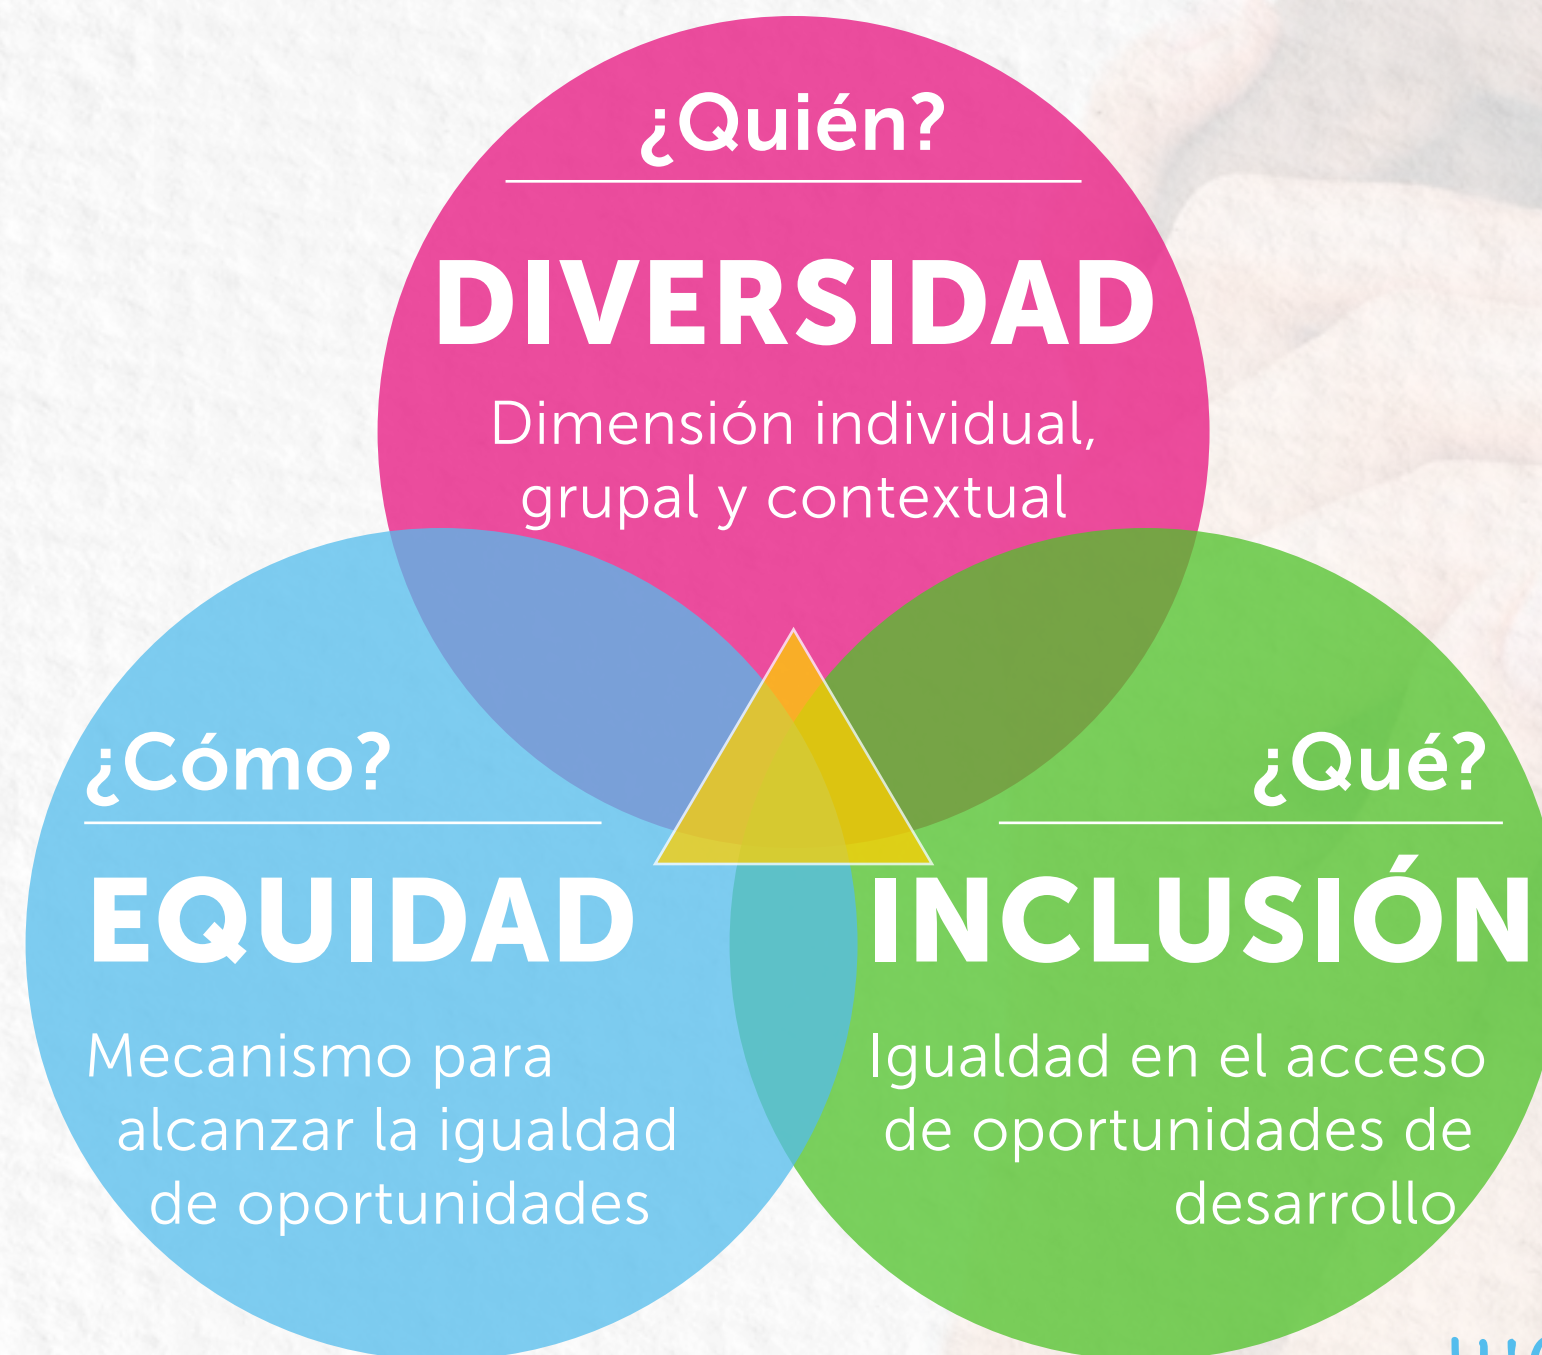 ¿Quién?
DIVERSIDAD
Dimensión individual,
grupal y contextual
¿Cómo?
EQUIDAD
Mecanismo para
alcanzar la igualdad
de oportunidades
¿Qué?
INCLUSIÓN
Igualdad en el acceso
de oportunidades de
desarrollo